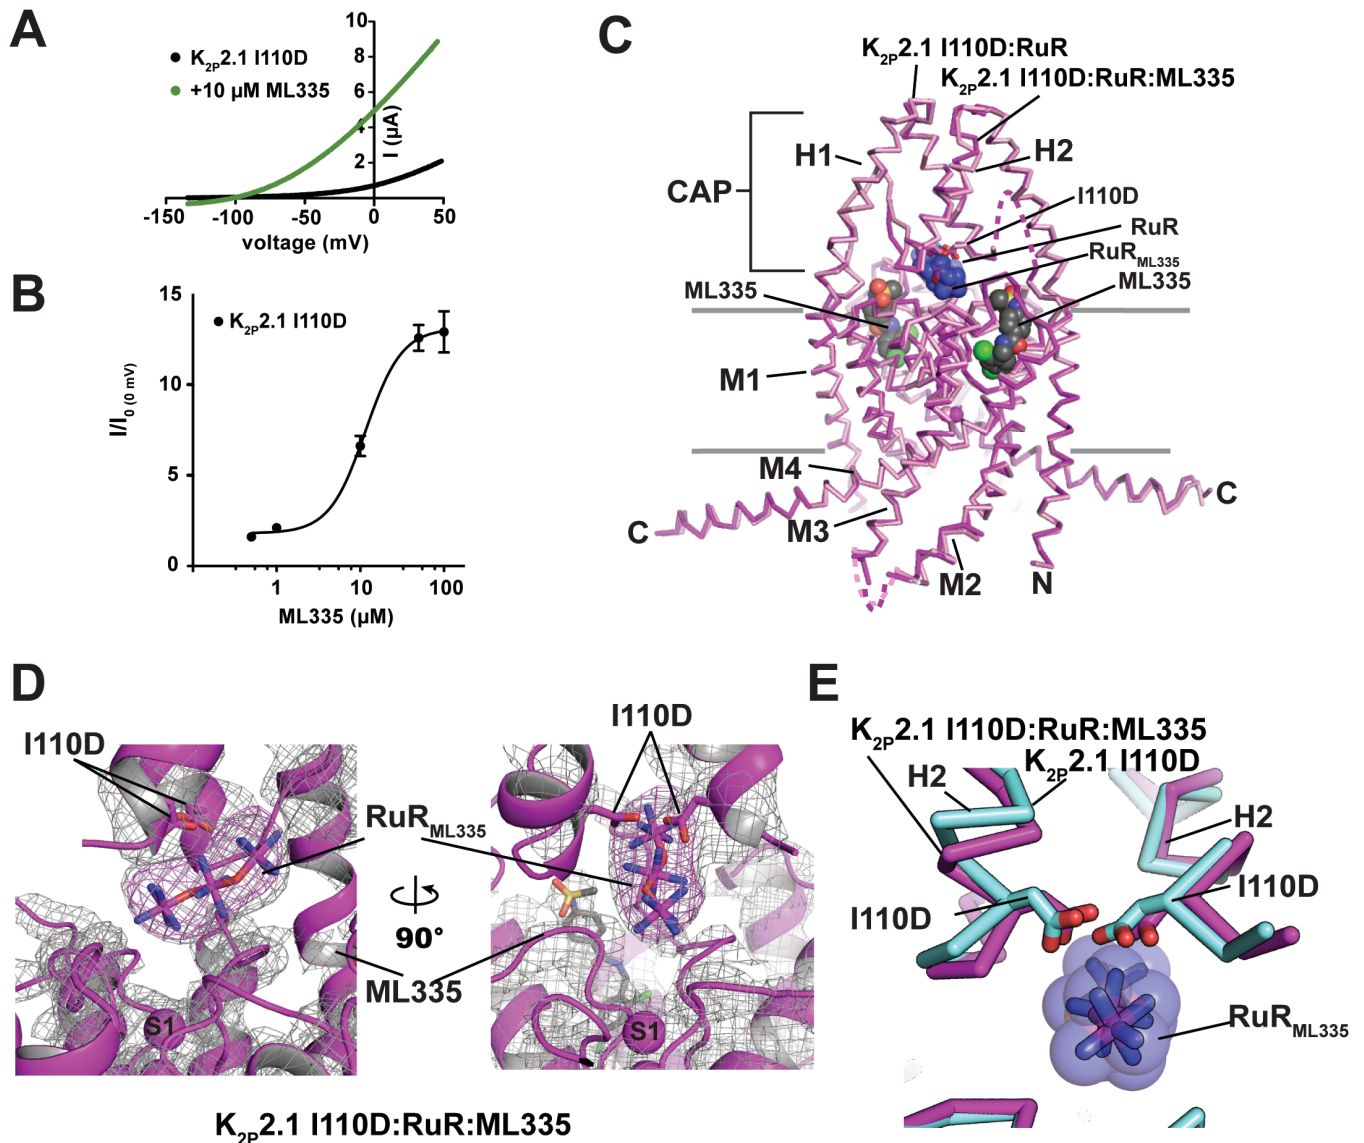 A
K2P2.1 I110D
+10 µM ML335
10
8
6
4
2
I (µA)
-150
-100
-50
0
50
voltage (mV)
B
K2P2.1 I110D
15
10
5
0
I/I0 (0 mV)
1
10
100
ML335 (µM)
C
K2P2.1 I110D:RuR
K2P2.1 I110D:RuR:ML335
H1
H2
CAP
I110D
RuR
RuRML335
ML335
ML335
M1
M4
C
C
M3
M2
N
D
I110D
I110D
RuRML335
90°
ML335
S1
S1
K2P2.1 I110D:RuR:ML335
E
K2P2.1 I110D:RuR:ML335
K2P2.1 I110D
H2
H2
I110D
I110D
RuRML335